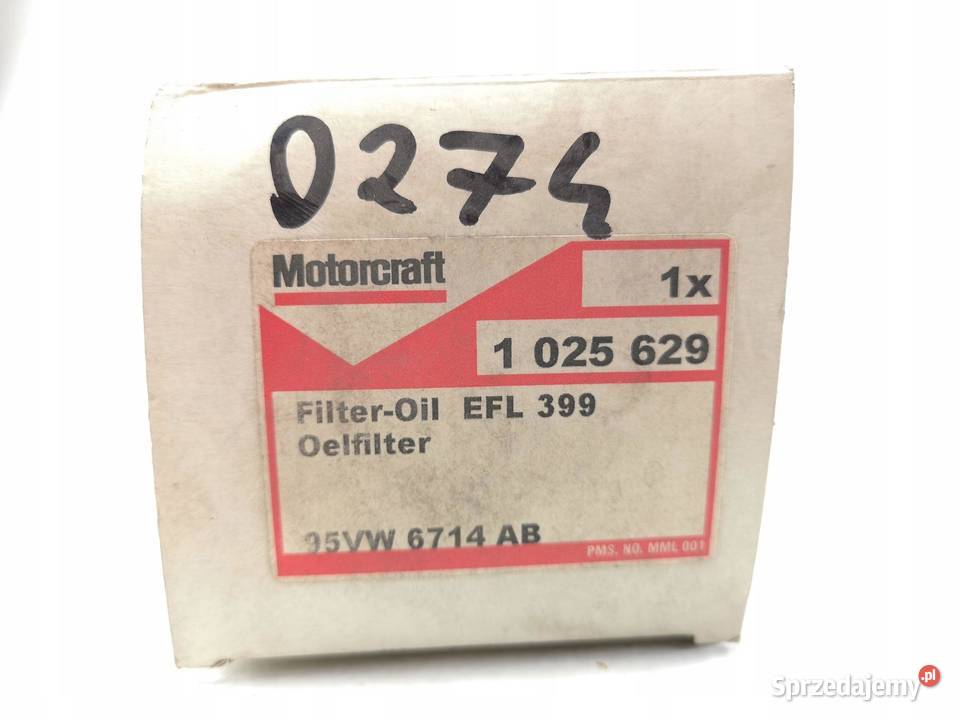 0274
Motorcraft
1x
1 025 629
Filter-Oil EFL 399
Oelfilter
95VW 6714 AB
PMS. NO. MML 001
Sprzedajemy.pl